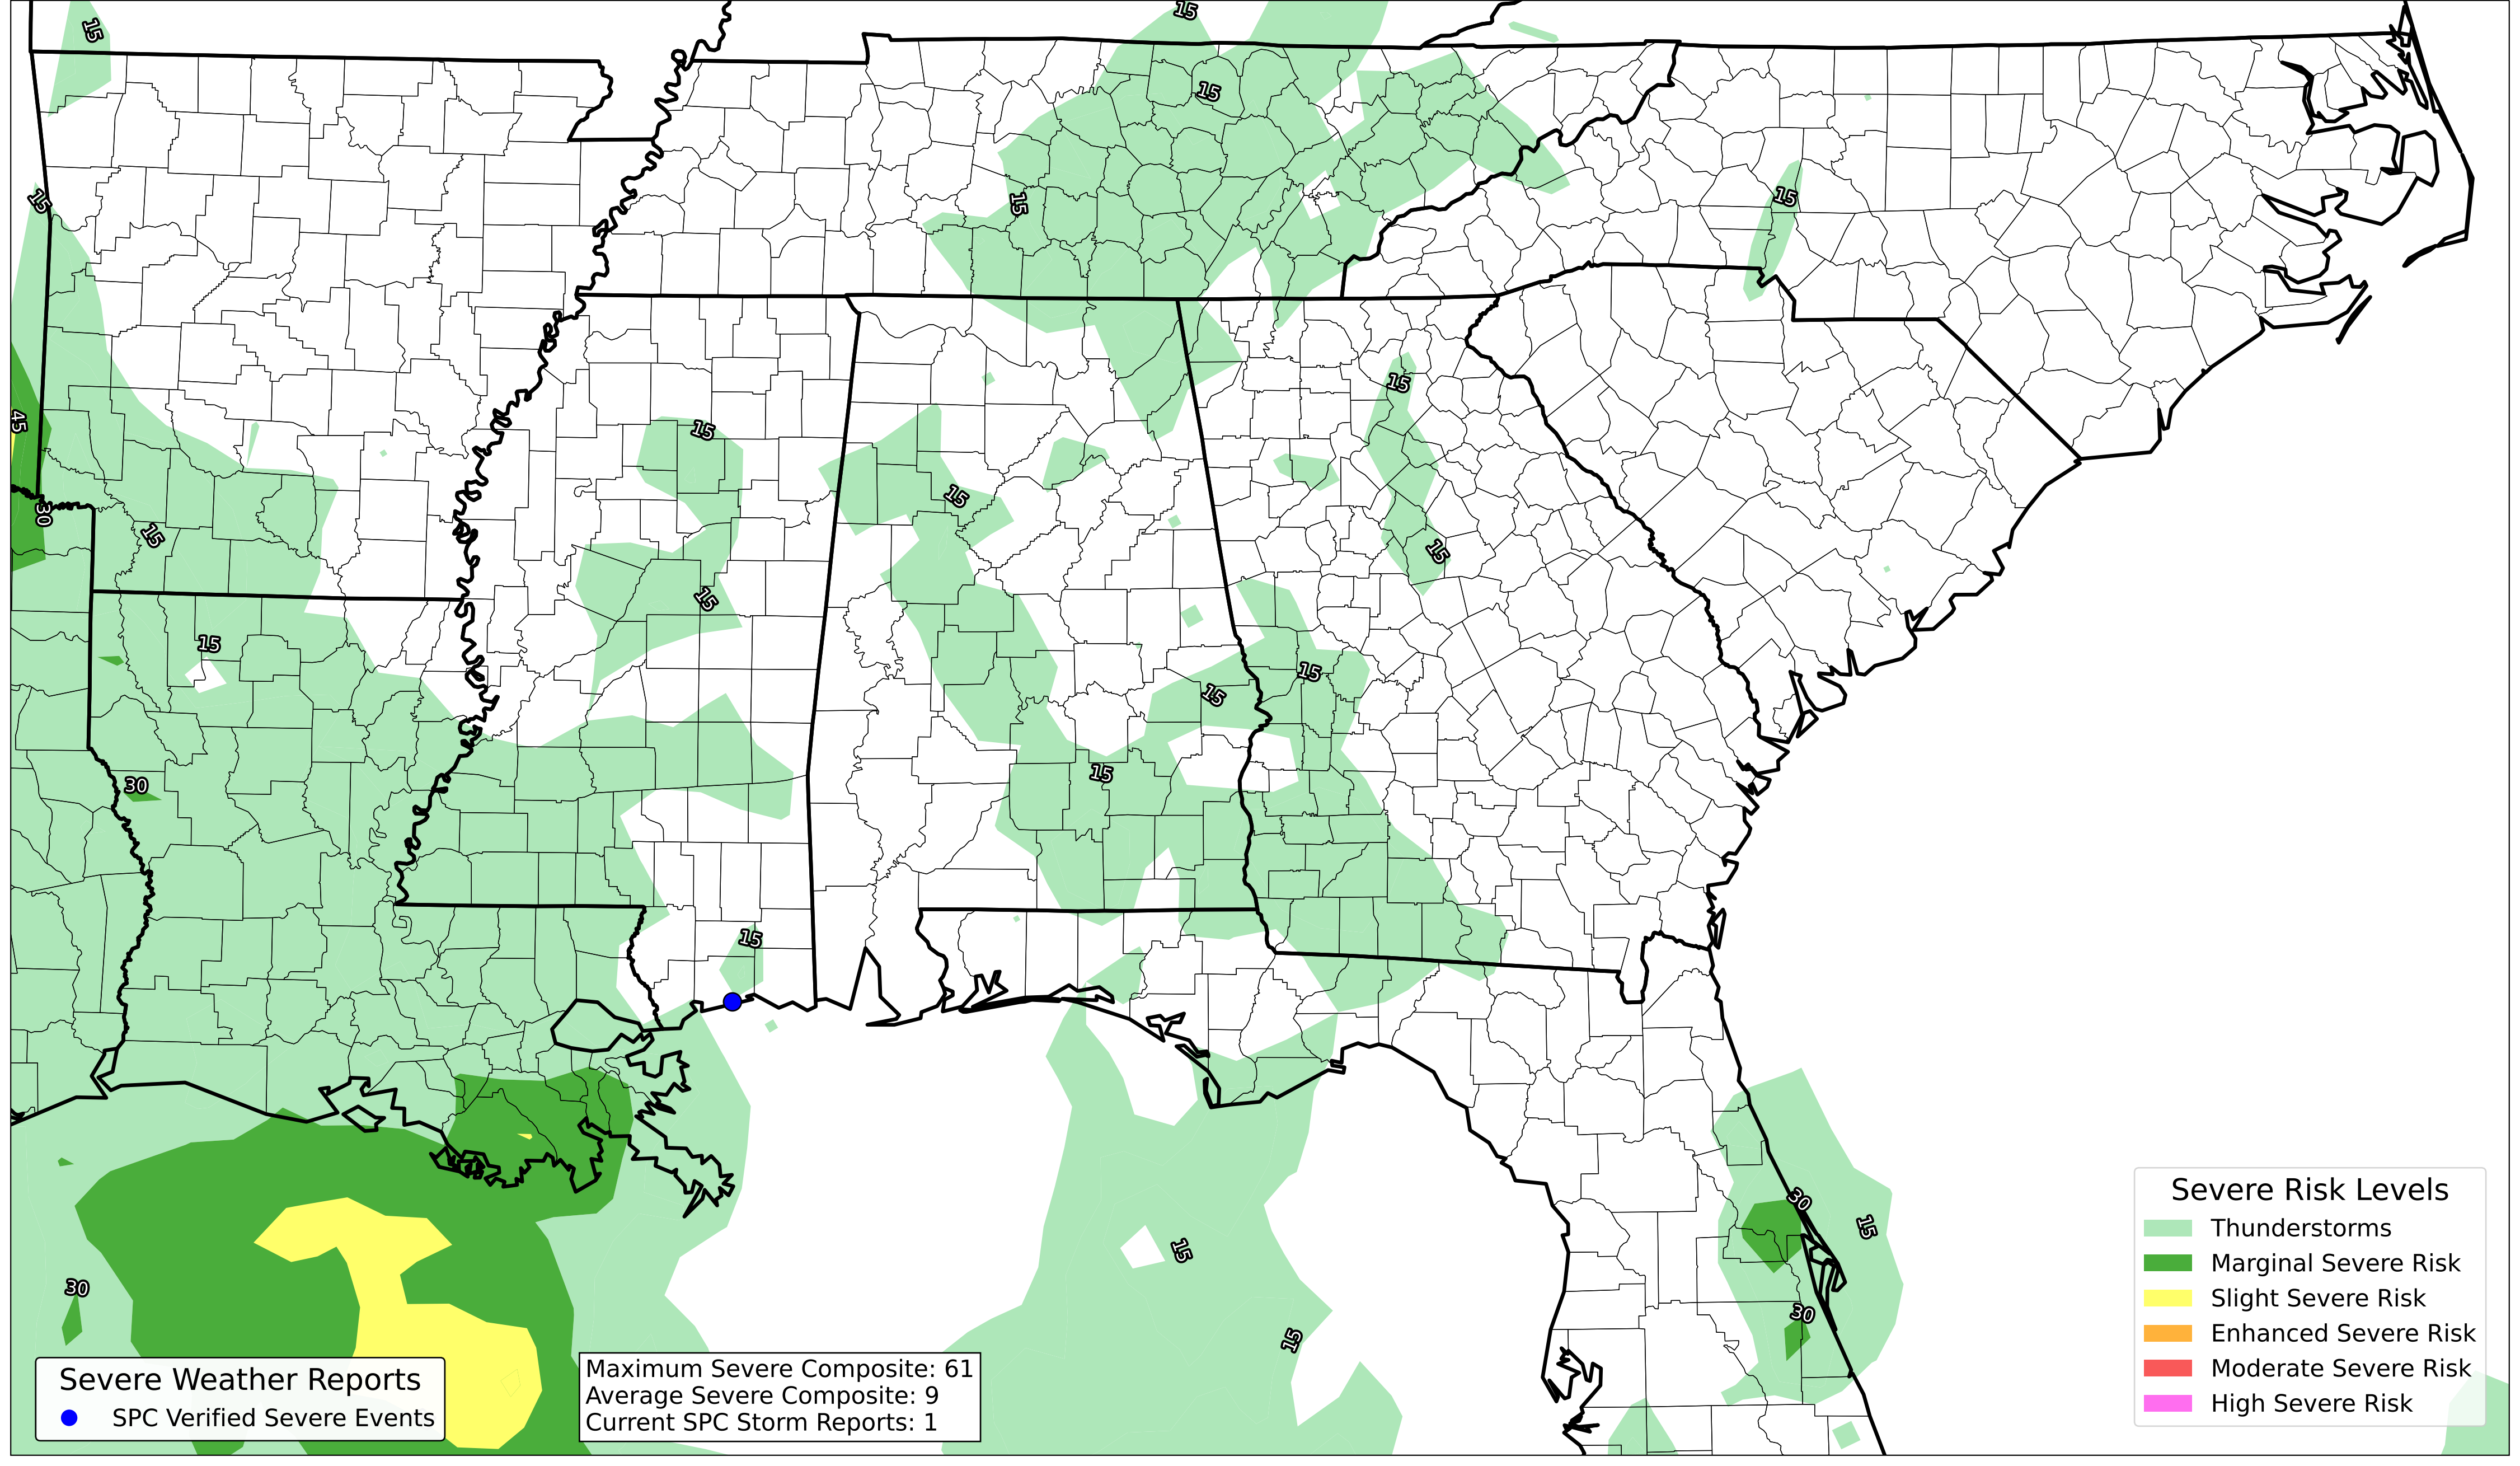 15
15
15
15
15
15
15
45
15
15
30
15
15
15
15
15
15
15
15
30
15
30
15
15
30
30
15
Severe Risk Levels
Thunderstorms
Marginal Severe Risk
Slight Severe Risk
Enhanced Severe Risk
Moderate Severe Risk
High Severe Risk
Severe Weather Reports
SPC Verified Severe Events
Maximum Severe Composite: 61
Average Severe Composite: 9
Current SPC Storm Reports: 1